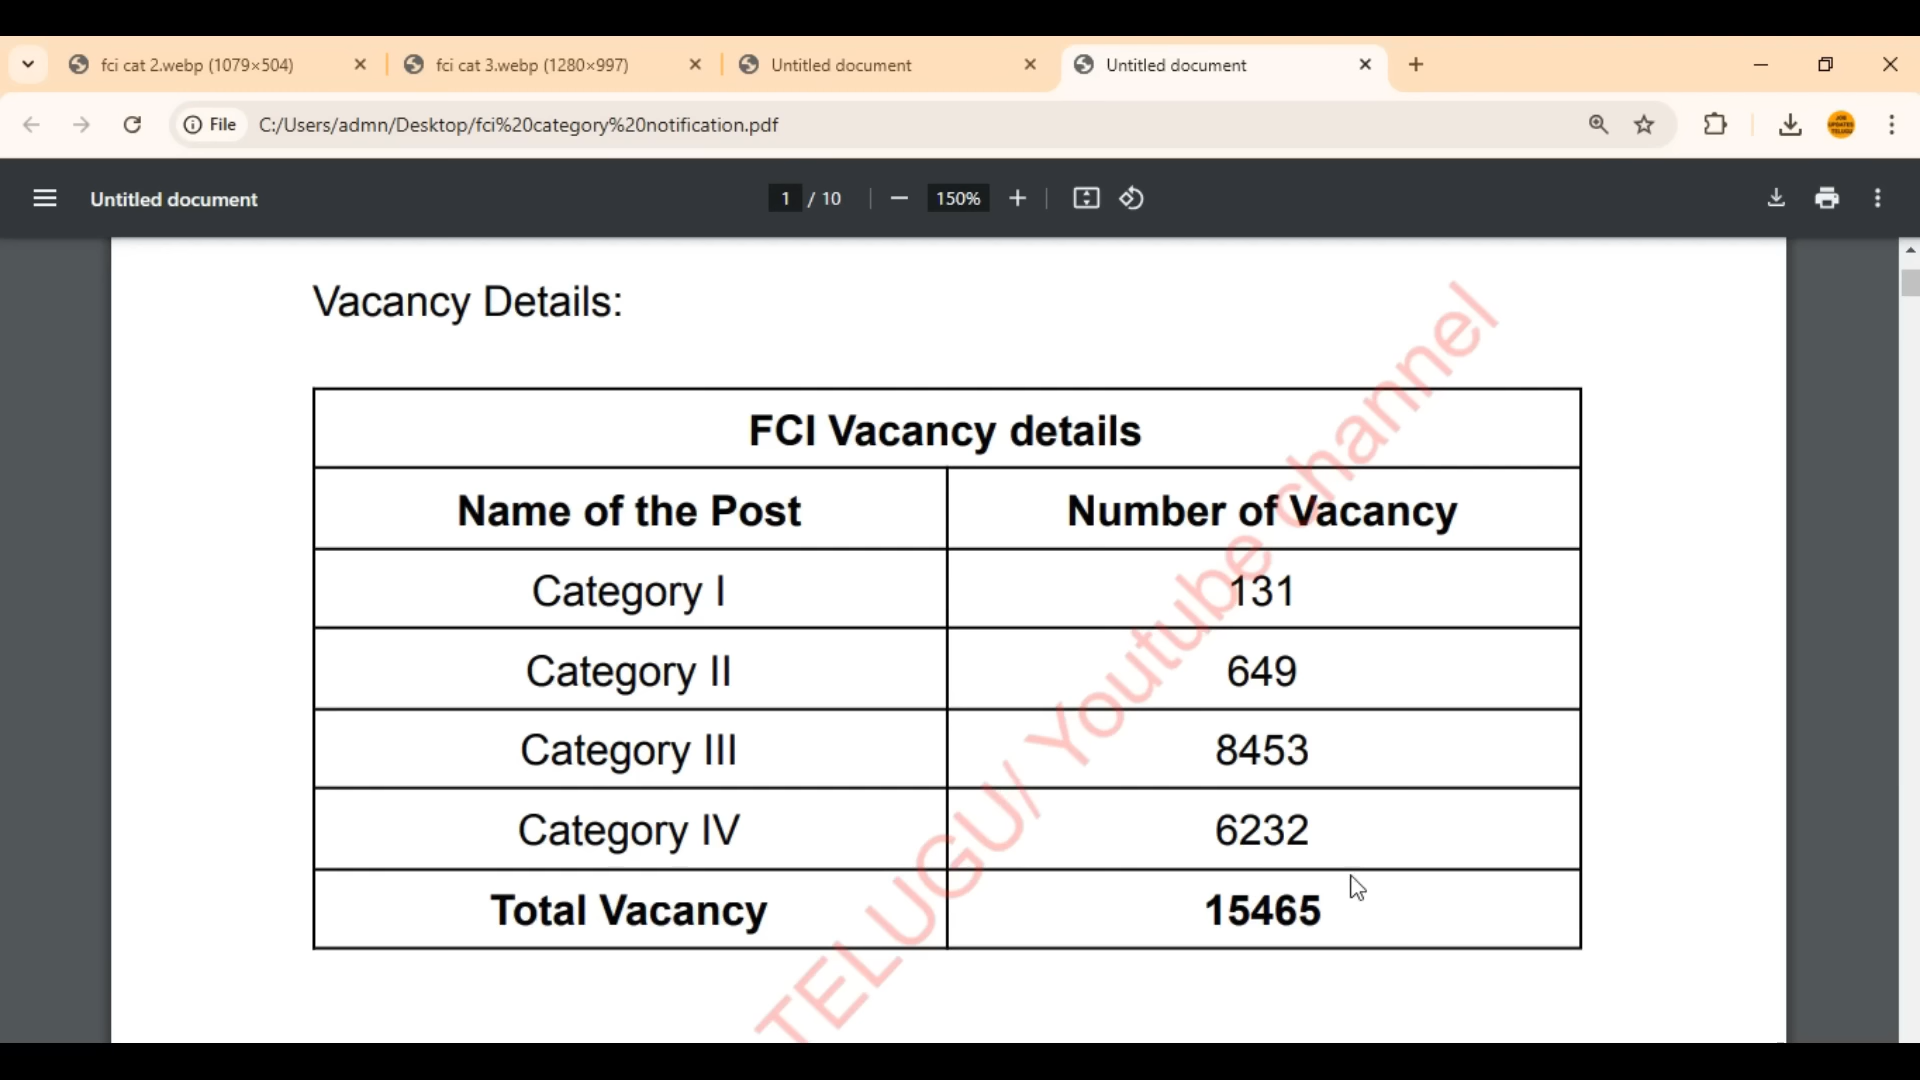 fci cat 2.webp (1079×504)
fci cat 3.webp (1280×997)
Untitled document
Untitled document
File
C:/Users/admn/Desktop/fci%20category%20notification.pdf
Untitled document
1 / 10
150%
Vacancy Details:
FCI Vacancy details
Name of the Post Number of Vacancy
Category I 131
Category II 649
Category III 8453
Category IV 6232
Total Vacancy 15465
TELUGU/ Youtube channel